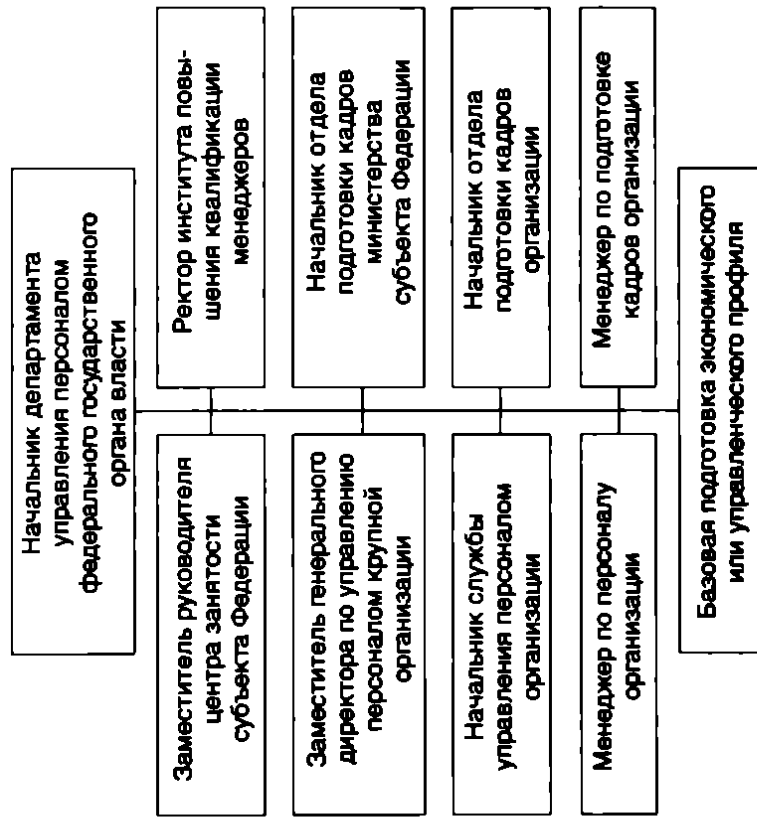 Начальник департамента
управления персоналом
федерального государственного
органа власти
Заместитель руководителя
центра занятости
субъекта Федерации
Ректор института повы-
шения квалификации
менеджеров
Заместитель генерального
директора по управлению
персоналом крупной
организации
Начальник отдела
подготовки кадров
министерства
субъекта Федерации
Начальник службы
управления персоналом
организации
Начальник отдела
подготовки кадров
организации
Менеджер по персоналу
организации
Менеджер по подготовке
кадров организации
Базовая подготовка экономического
или управленческого профиля